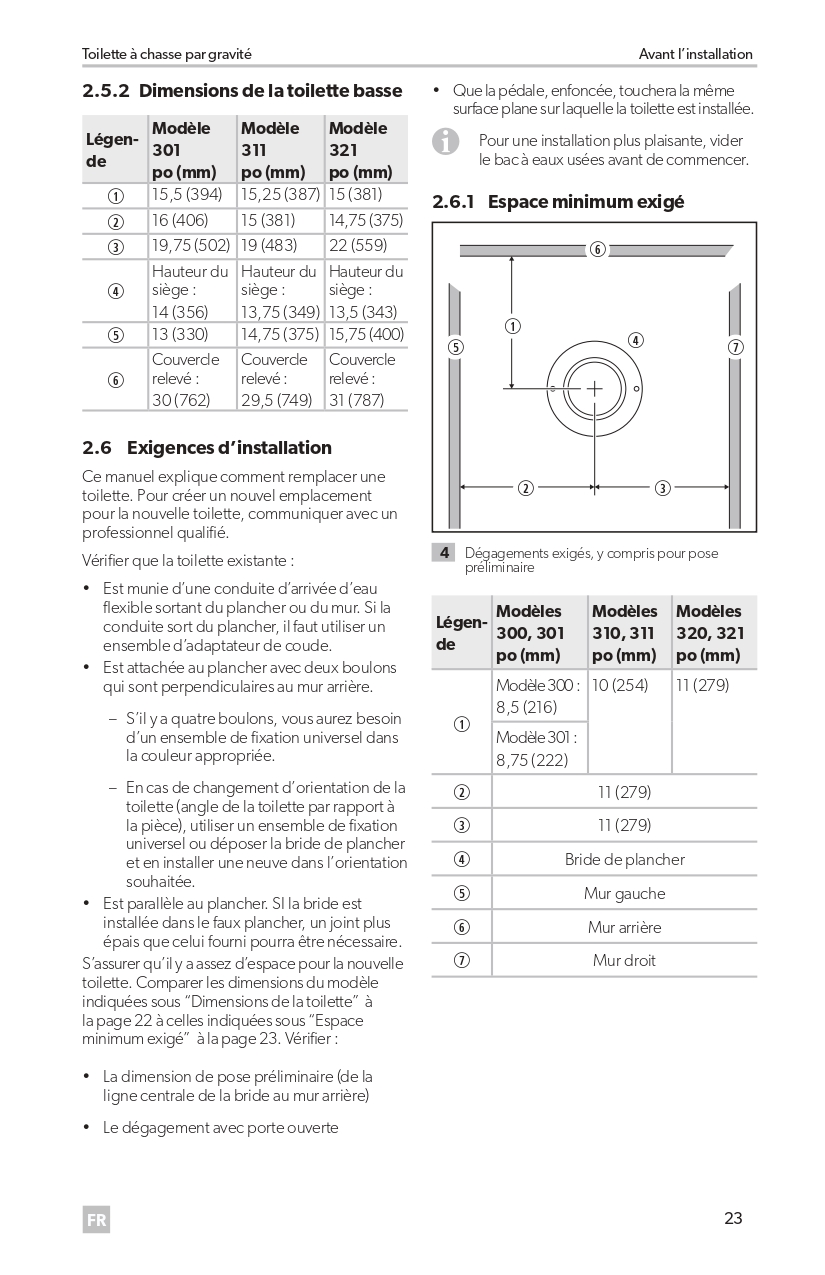 Toilette à chasse par gravité
Avant l'installation
2.5.2 Dimensions de la toilette basse
Légen-
de
Modèle
301
po (mm)
Modèle
311
po (mm)
Modèle
321
po (mm)
① 15,5 (394) 15,25 (387) 15 (381)
② 16 (406) 15 (381) 14,75 (375)
③ 19,75 (502) 19 (483) 22 (559)
④
Hauteur du
siège :
14 (356)
Hauteur du
siège :
13,75 (349)
Hauteur du
siège :
13,5 (343)
⑤ 13 (330) 14,75 (375) 15,75 (400)
⑥
Couvercle
relevé :
30 (762)
Couvercle
relevé :
29,5 (749)
Couvercle
relevé :
31 (787)
2.6 Exigences d'installation
Ce manuel explique comment remplacer une
toilette. Pour créer un nouvel emplacement
pour la nouvelle toilette, communiquer avec un
professionnel qualifié.
Vérifier que la toilette existante :
• Est munie d'une conduite d'arrivée d'eau
flexible sortant du plancher ou du mur. Si la
conduite sort du plancher, il faut utiliser un
ensemble d'adaptateur de coude.
• Est attachée au plancher avec deux boulons
qui sont perpendiculaires au mur arrière.
– S'il y a quatre boulons, vous aurez besoin
d'un ensemble de fixation universel dans
la couleur appropriée.
– En cas de changement d'orientation de la
toilette (angle de la toilette par rapport à
la pièce), utiliser un ensemble de fixation
universel ou déposer la bride de plancher
et en installer une neuve dans l'orientation
souhaitée.
• Est parallèle au plancher. SI la bride est
installée dans le faux plancher, un joint plus
épais que celui fourni pourra être nécessaire.
S'assurer qu'il y a assez d'espace pour la nouvelle
toilette. Comparer les dimensions du modèle
indiquées sous "Dimensions de la toilette" à
la page 22 à celles indiquées sous "Espace
minimum exigé" à la page 23. Vérifier :
• La dimension de pose préliminaire (de la
ligne centrale de la bride au mur arrière)
• Le dégagement avec porte ouverte
• Que la pédale, enfoncée, touchera la même
surface plane sur laquelle la toilette est installée.
Pour une installation plus plaisante, vider
le bac à eaux usées avant de commencer.
2.6.1 Espace minimum exigé
⑥
①
④
⑤
⑦
②
③
4 Dégagements exigés, y compris pour pose
préliminaire
Légen-
de
Modèles
300, 301
po (mm)
Modèles
310, 311
po (mm)
Modèles
320, 321
po (mm)
①
Modèle 300 :
8,5 (216)
Modèle 301 :
8,75 (222)
10 (254)
11 (279)
② 11 (279)
③ 11 (279)
④ Bride de plancher
⑤ Mur gauche
⑥ Mur arrière
⑦ Mur droit
FR
23